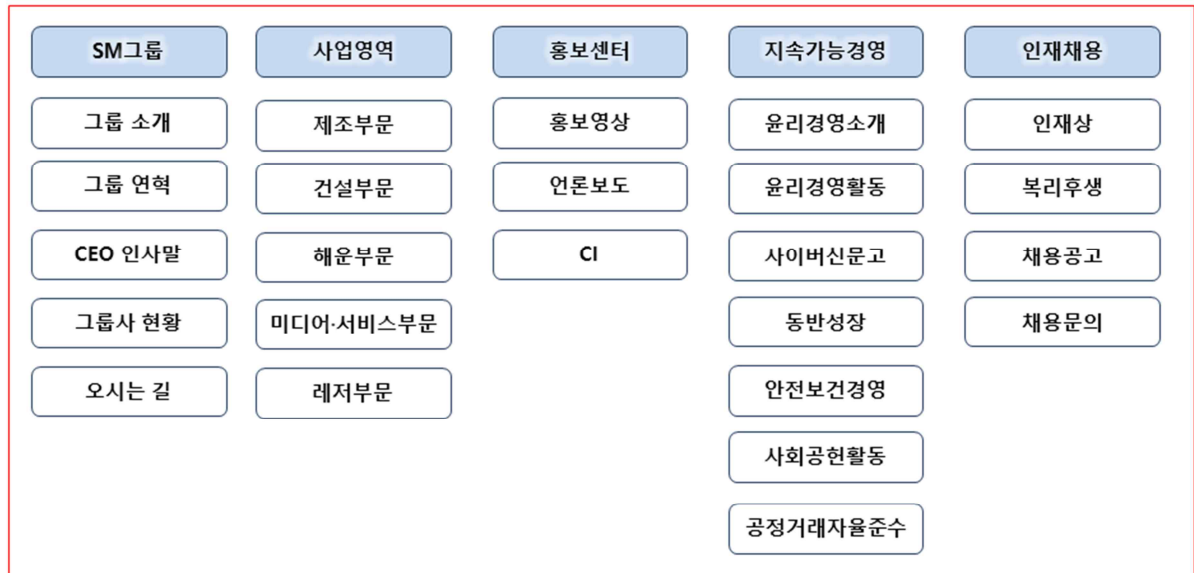 SM그룹
그룹 소개
그룹 연혁
CEO 인사말
그룹사 현황
오시는 길
사업영역
제조부문
건설부문
해운부문
미디어·서비스부문
레저부문
홍보센터
홍보영상
언론보도
CI
지속가능경영
윤리경영소개
윤리경영활동
사이버신문고
동반성장
안전보건경영
사회공헌활동
공정거래자율준수
인재채용
인재상
복리후생
채용공고
채용문의